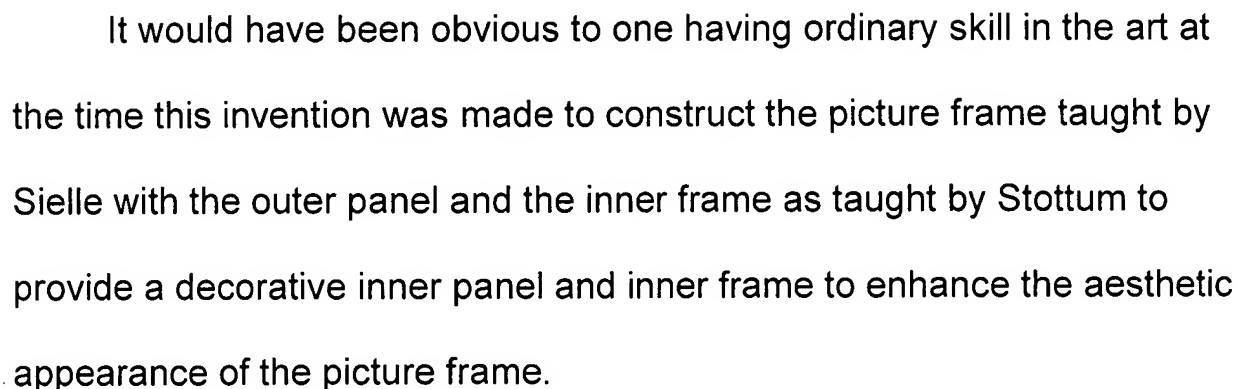 It would have been obvious to one having ordinary skill in the art at
the time this invention was made to construct the picture frame taught by
Sielle with the outer panel and the inner frame as taught by Stottum to
provide a decorative inner panel and inner frame to enhance the aesthetic
appearance of the picture frame.